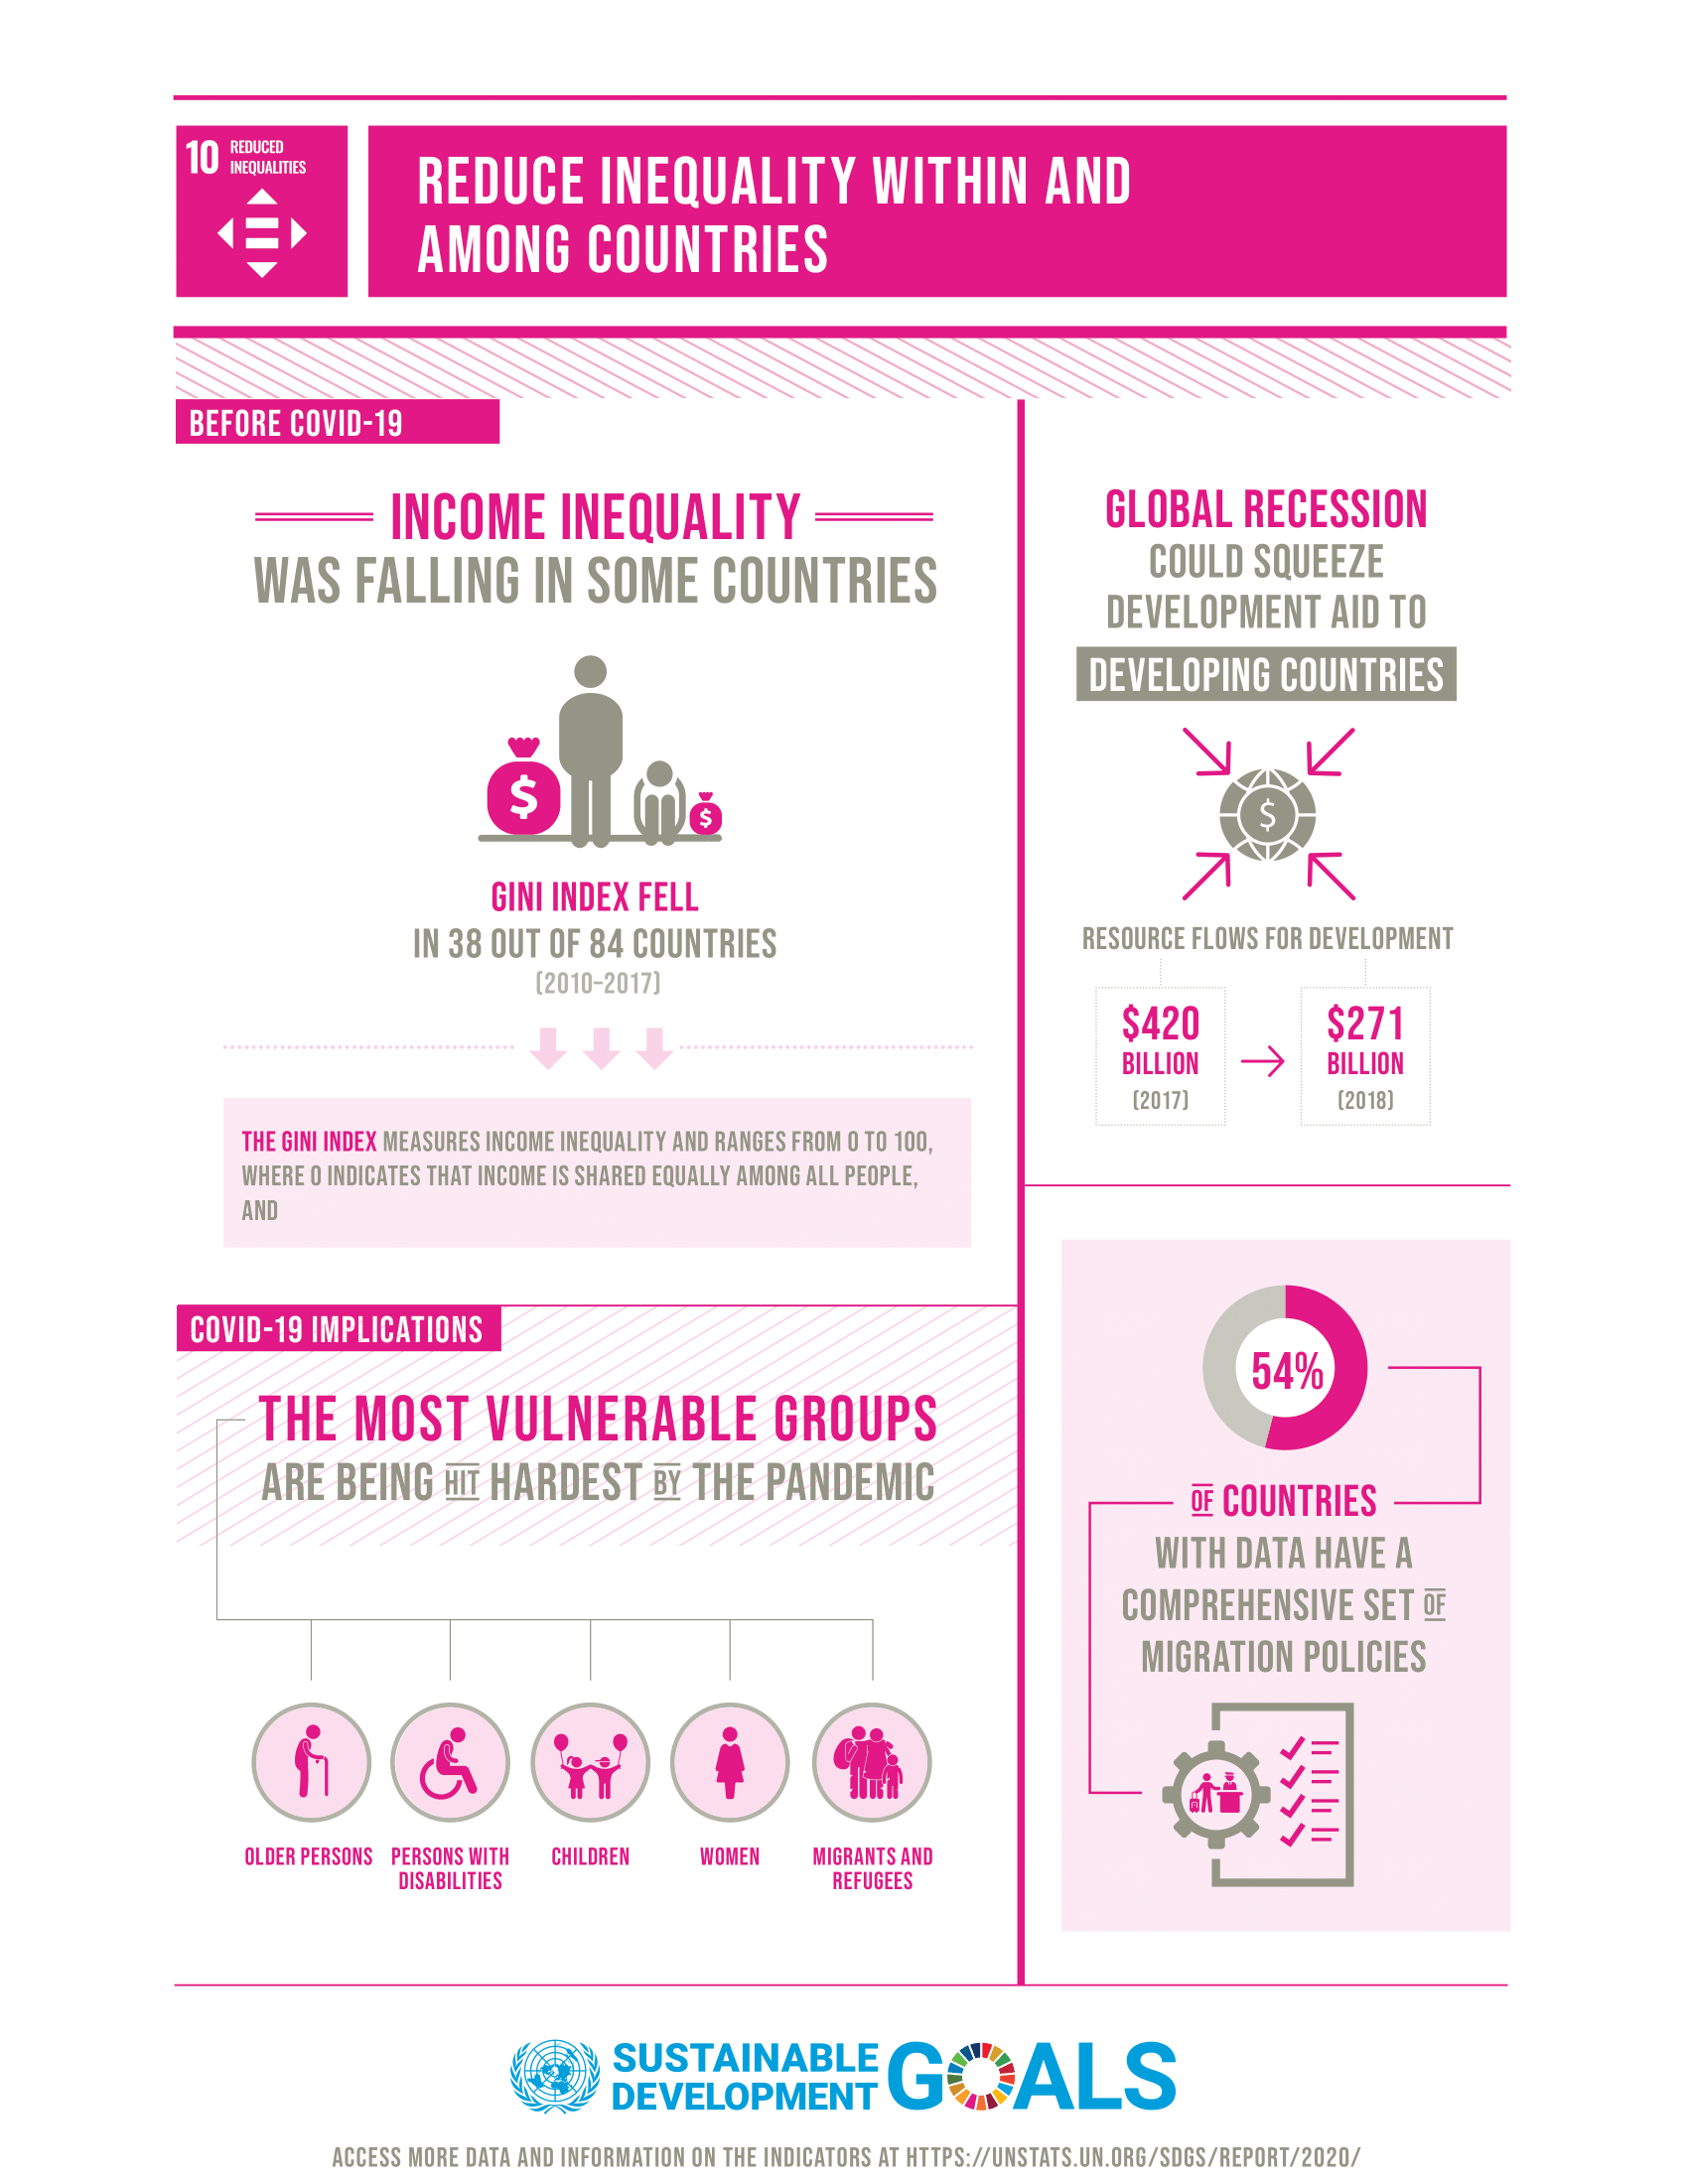 10 REDUCED
INEQUALITIES
REDUCE INEQUALITY WITHIN AND
AMONG COUNTRIES
BEFORE COVID-19
INCOME INEQUALITY
WAS FALLING IN SOME COUNTRIES
$
$
GINI INDEX FELL
IN 38 OUT OF 84 COUNTRIES
(2010-2017)
THE GINI INDEX MEASURES INCOME INEQUALITY AND RANGES FROM 0 TO 100,
WHERE 0 INDICATES THAT INCOME IS SHARED EQUALLY AMONG ALL PEOPLE,
AND
GLOBAL RECESSION
COULD SQUEEZE
DEVELOPMENT AID TO
DEVELOPING COUNTRIES
$
RESOURCE FLOWS FOR DEVELOPMENT
$420
BILLION
(2017)
$271
BILLION
(2018)
COVID-19 IMPLICATIONS
THE MOST VULNERABLE GROUPS
ARE BEING HIT HARDEST BY THE PANDEMIC
OLDER PERSONS
PERSONS WITH
DISABILITIES
CHILDREN
WOMEN
MIGRANTS AND
REFUGEES
54%
OF COUNTRIES
WITH DATA HAVE A
COMPREHENSIVE SET OF
MIGRATION POLICIES
SUSTAINABLE
DEVELOPMENT
GOALS
ACCESS MORE DATA AND INFORMATION ON THE INDICATORS AT HTTPS://UNSTATS.UN.ORG/SDGS/REPORT/2020/